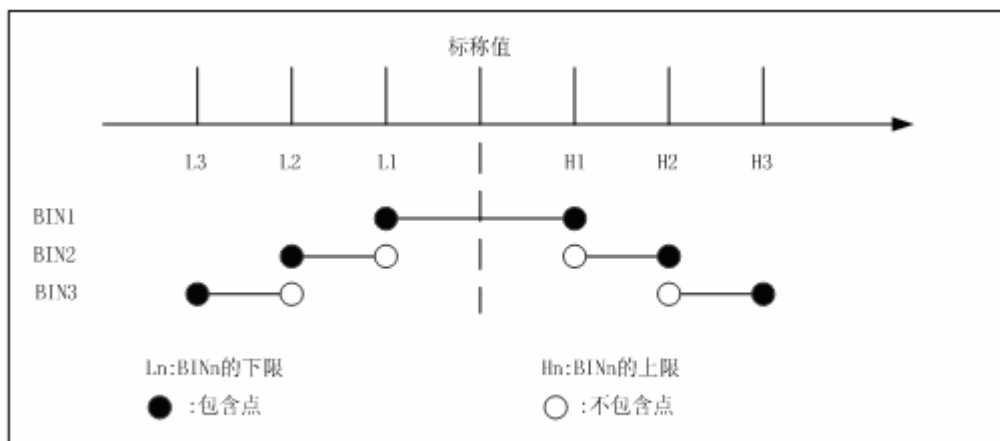 标称值
L3 L2 L1 H1 H2 H3
BIN1
BIN2
BIN3
Ln:BINn的下限 Hn:BINn的上限
:包含点 :不包含点